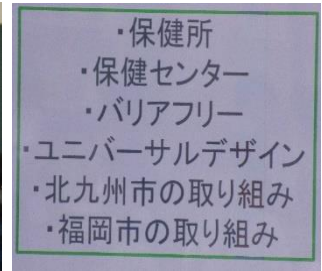 ・保健所
・保健センター
・バリアフリー
・ユニバーサルデザイン
・北九州市の取り組み
・福岡市の取り組み